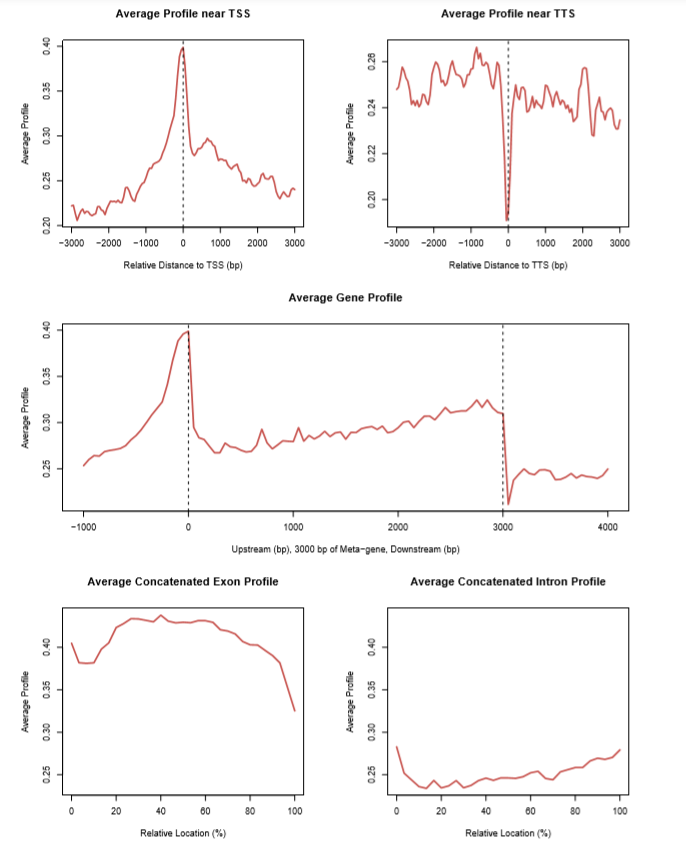 Average Profile near TSS
Average Profile
0.20 0.25 0.30 0.35 0.40
−3000 −2000 −1000 0 1000 2000 3000
Relative Distance to TSS (bp)
Average Profile near TTS
Average Profile
0.20 0.22 0.24 0.26
−3000 −2000 −1000 0 1000 2000 3000
Relative Distance to TTS (bp)
Average Gene Profile
Average Profile
0.25 0.30 0.35 0.40
−1000 0 1000 2000 3000 4000
Upstream (bp), 3000 bp of Meta−gene, Downstream (bp)
Average Concatenated Exon Profile
Average Profile
0.25 0.30 0.35 0.40
0 20 40 60 80 100
Relative Location (%)
Average Concatenated Intron Profile
Average Profile
0.25 0.30 0.35 0.40
0 20 40 60 80 100
Relative Location (%)